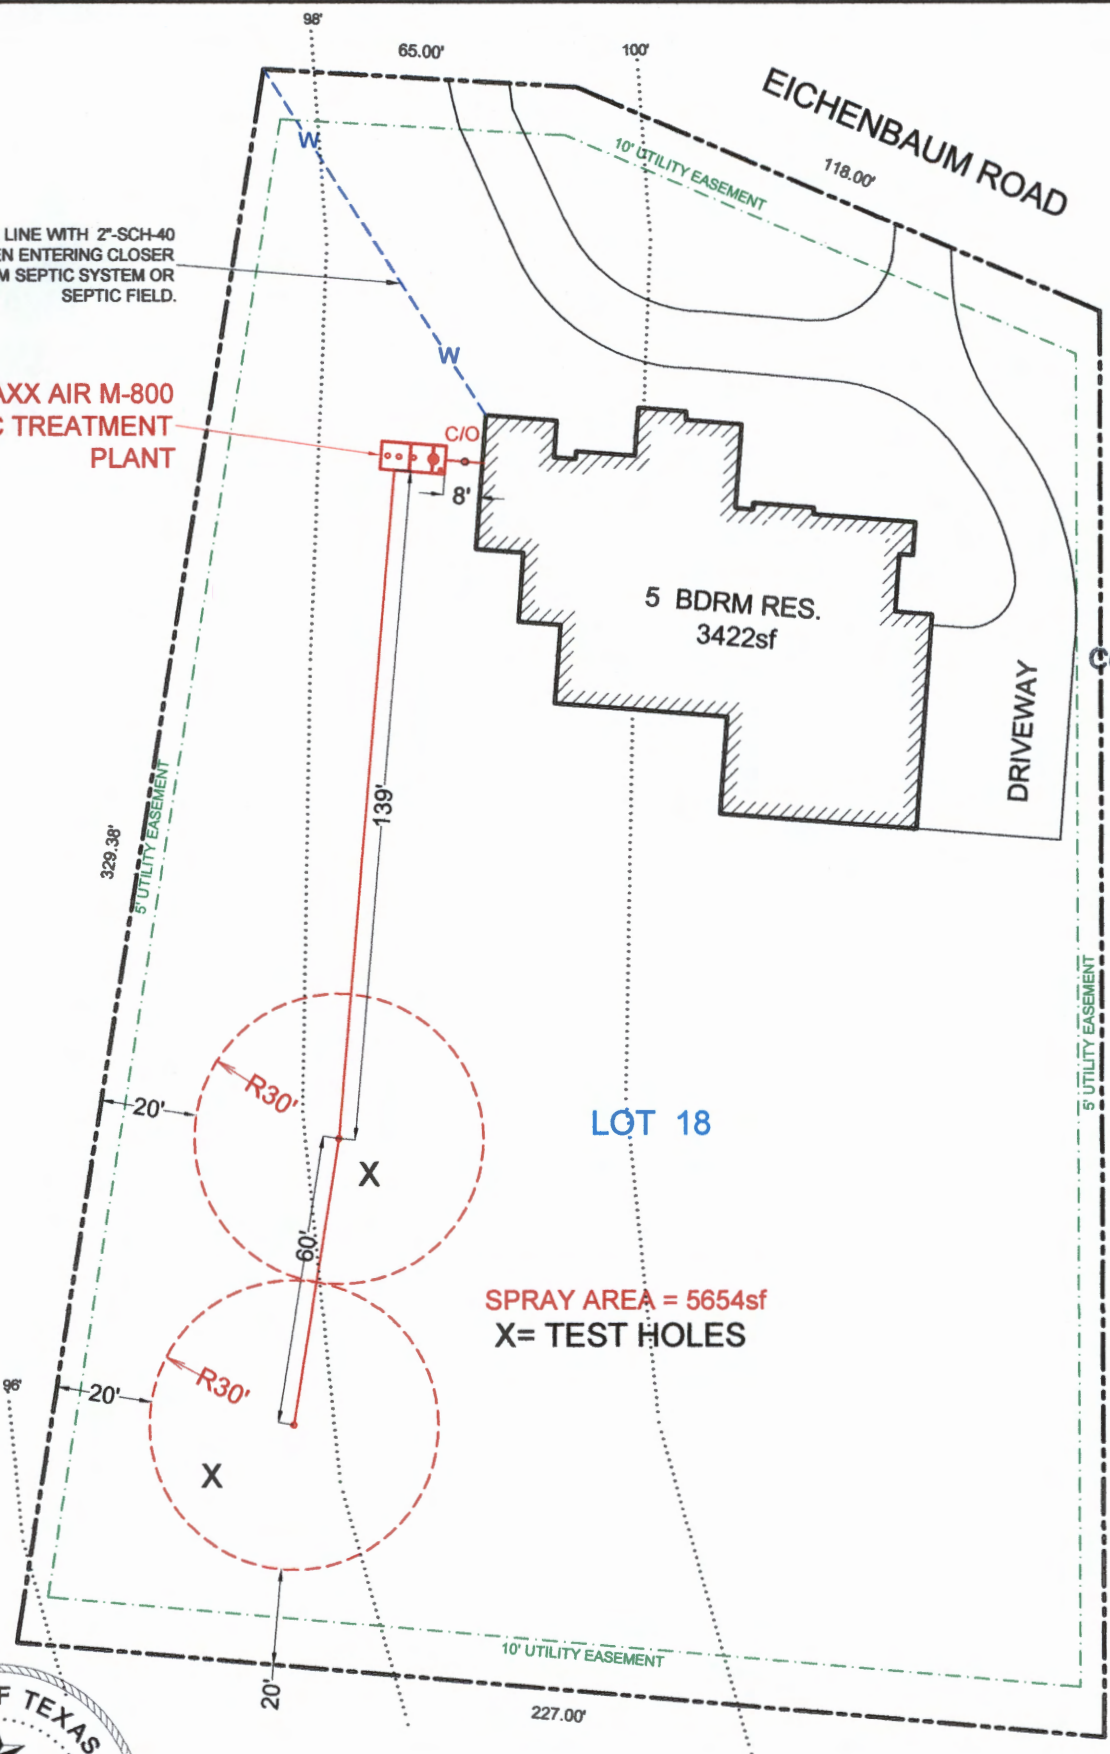 98'
65.00'
100'
EICHENBAUM ROAD
118.00'
10' UTILITY EASEMENT
W
LINE WITH 2"-SCH-40
EN ENTERING CLOSER
M SEPTIC SYSTEM OR
SEPTIC FIELD.
W
AXX AIR M-800
C TREATMENT
PLANT
C/O
8'
5 BDRM RES.
3422sf
DRIVEWAY
139'
329.38'
5' UTILITY EASEMENT
5' UTILITY EASEMENT
R30'
20'
LOT 18
X
60'
SPRAY AREA = 5654sf
X= TEST HOLES
R30'
20'
96'
X
10' UTILITY EASEMENT
20'
227.00'
F TEXAS